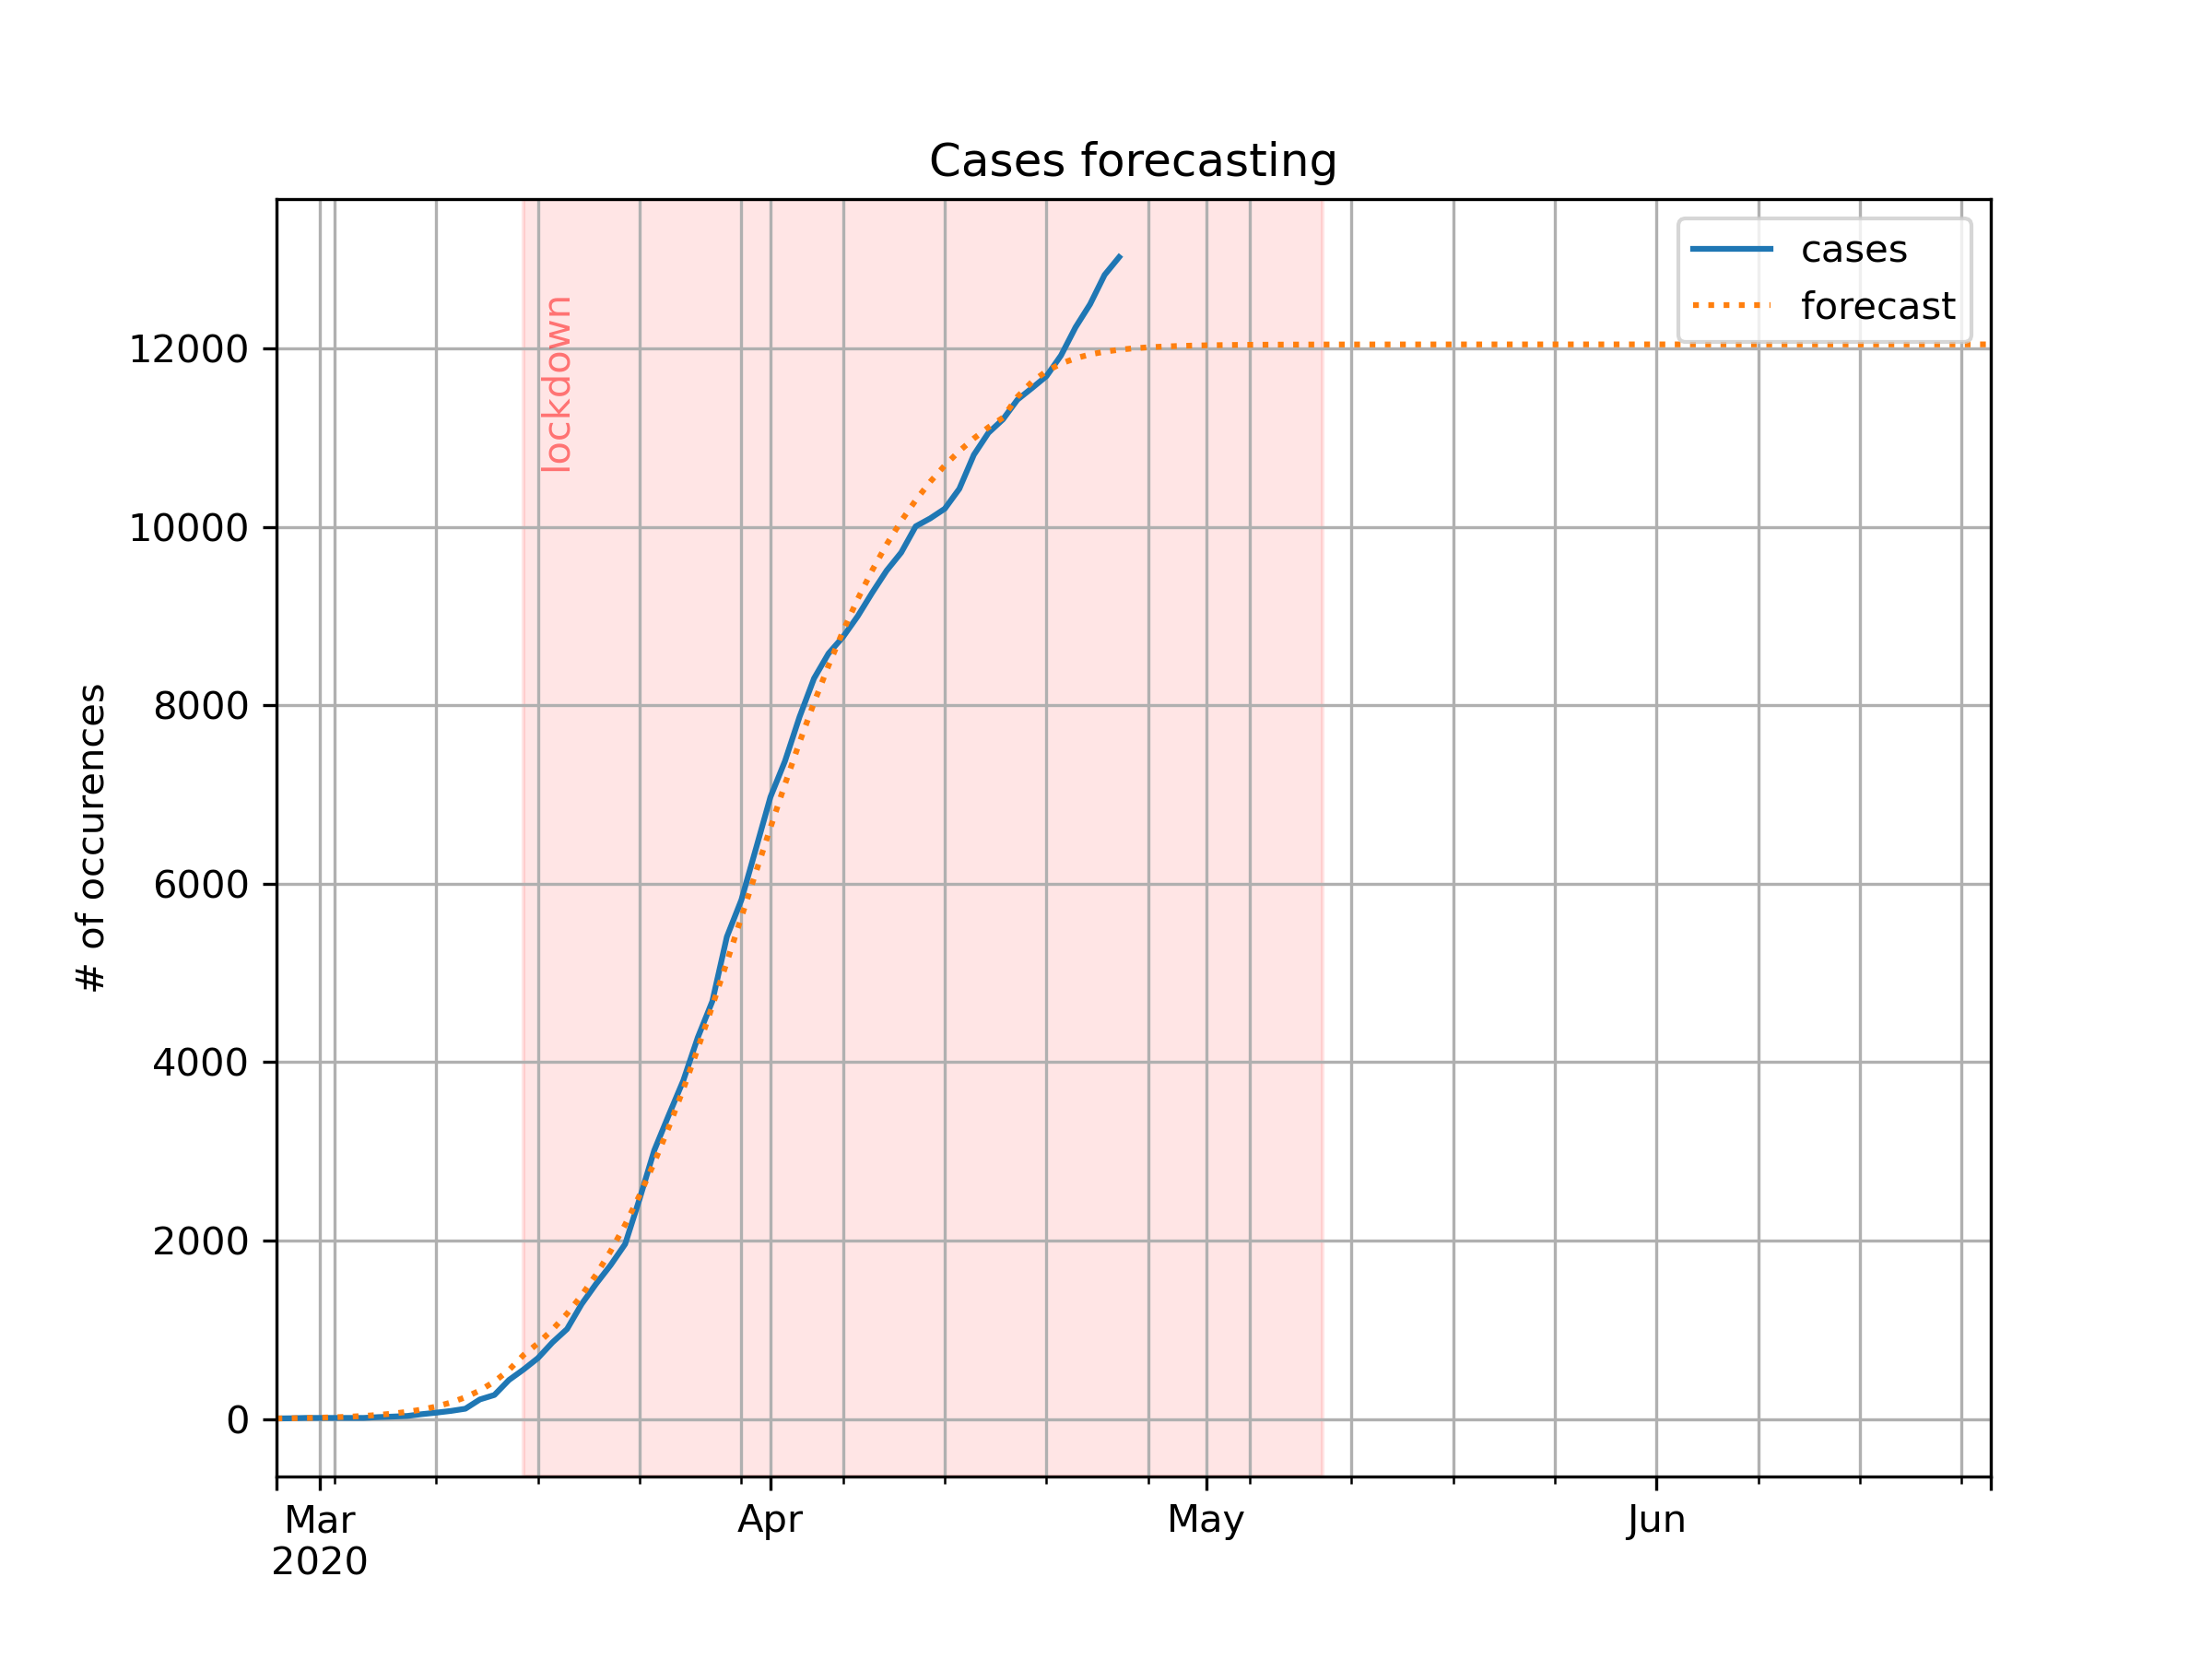 Cases forecasting
cases
forecast
lockdown
# of occurences
12000
10000
8000
6000
4000
2000
0
Mar
2020
Apr
May
Jun